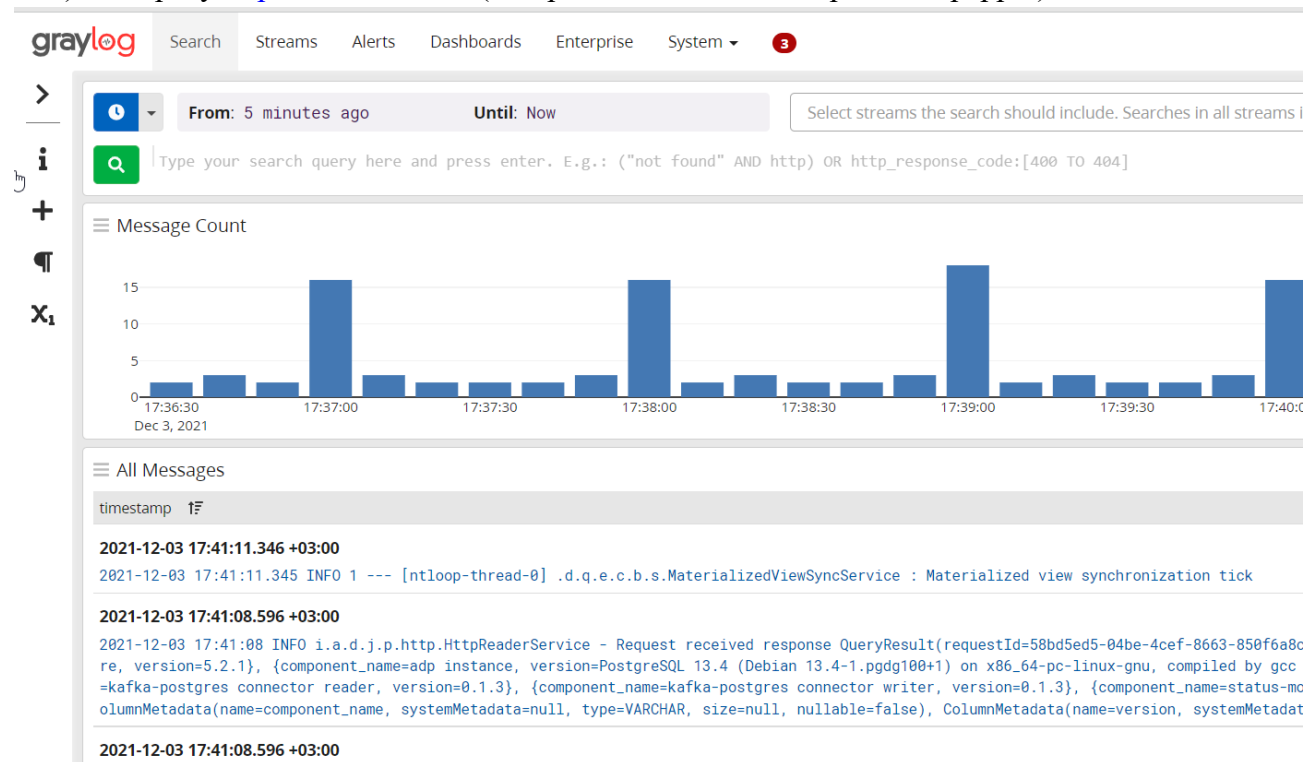 graylog
Search Streams Alerts Dashboards Enterprise System 3
From: 5 minutes ago Until: Now
Select streams the search should include. Searches in all streams i
Type your search query here and press enter. E.g.: ("not found" AND http) OR http_response_code:[400 TO 404]
Message Count
15
10
5
0
17:36:30 17:37:00 17:37:30 17:38:00 17:38:30 17:39:00 17:39:30 17:40:0
Dec 3, 2021
All Messages
timestamp
2021-12-03 17:41:11.346 +03:00
2021-12-03 17:41:11.345 INFO 1 --- [ntloop-thread-0] .d.q.e.c.b.s.MaterializedViewSyncService : Materialized view synchronization tick
2021-12-03 17:41:08.596 +03:00
2021-12-03 17:41:08 INFO i.a.d.j.p.http.HttpReaderService - Request received response QueryResult(requestId=58bd5ed5-04be-4cef-8663-850f6a8c
re, version=5.2.1}, {component_name=adp instance, version=PostgreSQL 13.4 (Debian 13.4-1.pgdg100+1) on x86_64-pc-linux-gnu, compiled by gcc
=kafka-postgres connector reader, version=0.1.3}, {component_name=kafka-postgres connector writer, version=0.1.3}, {component_name=status-mo
olumnMetadata(name=component_name, systemMetadata=null, type=VARCHAR, size=null, nullable=false), ColumnMetadata(name=version, systemMetadat
2021-12-03 17:41:08.596 +03:00